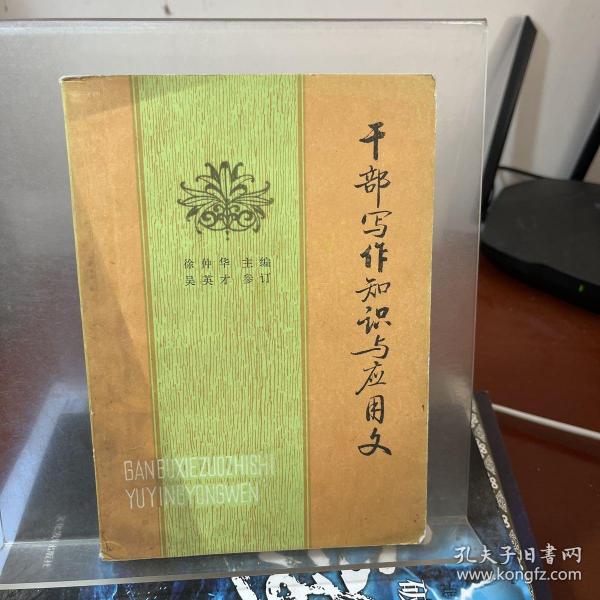 干部写作知识与应用文
徐仲华 主编
吴英才 参订
GANBUXIEZUOZHISHI
YUYINGYONGWEN
孔夫子旧书网
www.kongfz.com